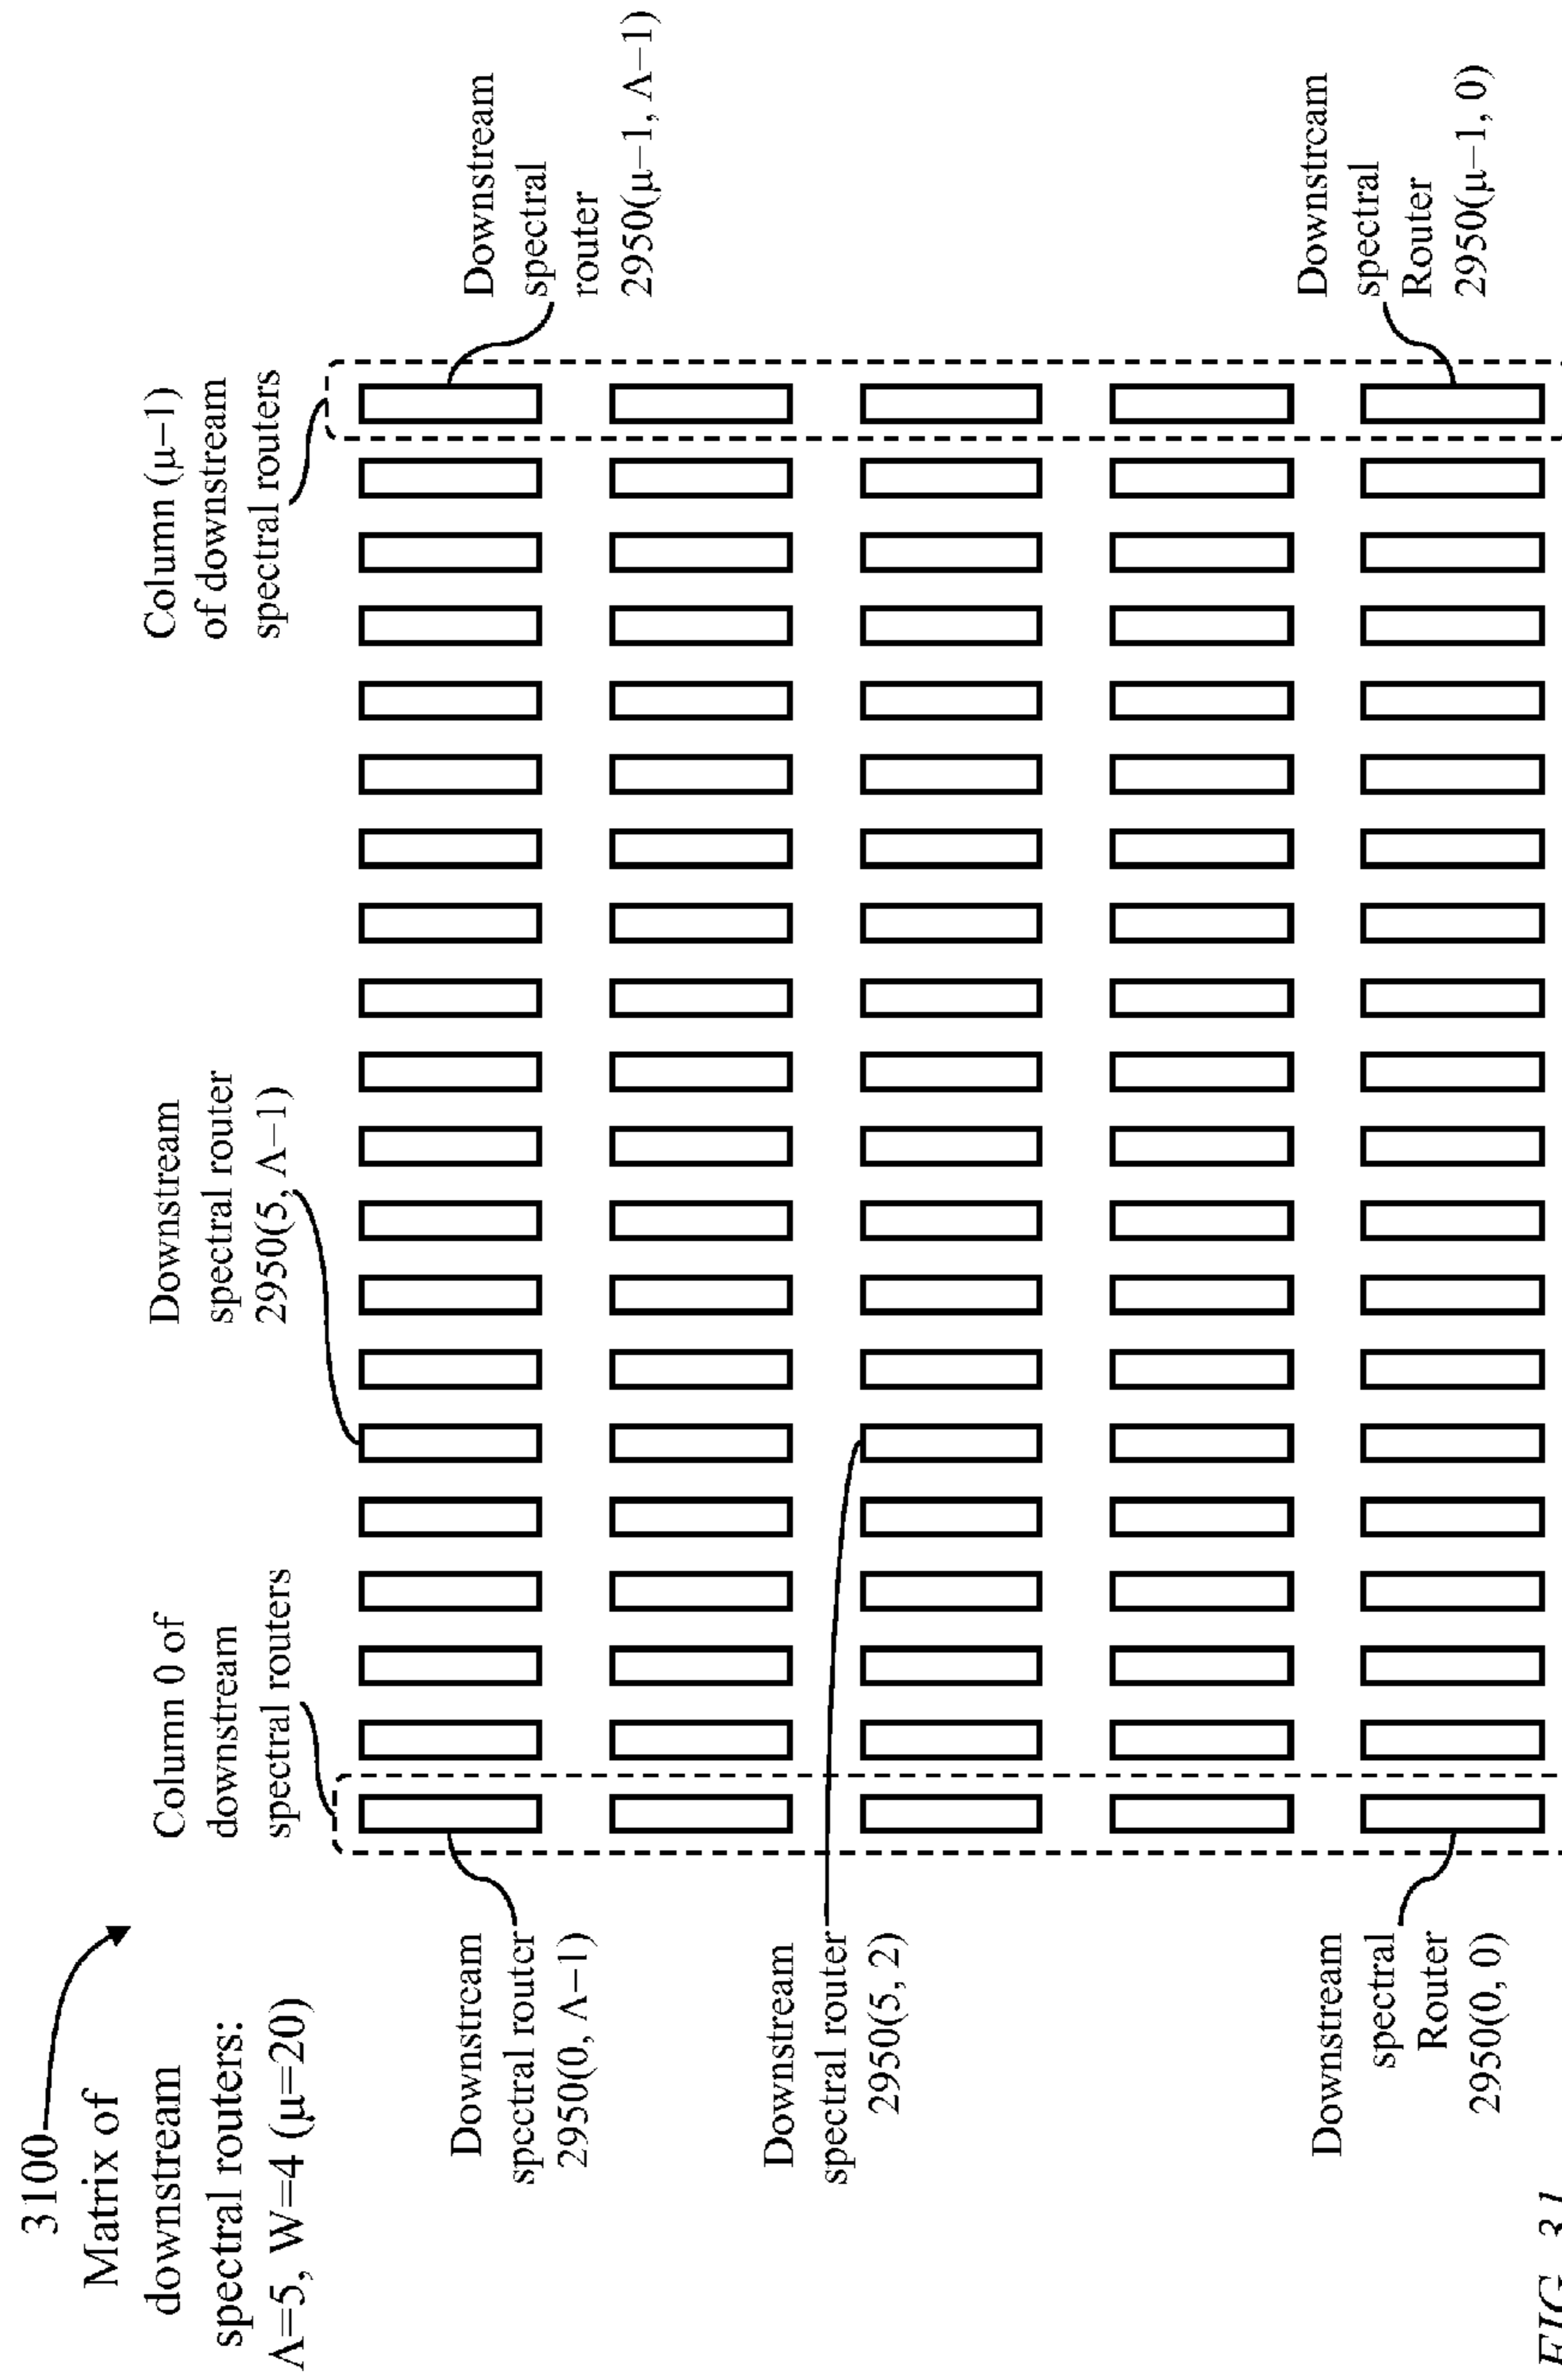 3100
Matrix of
downstream
spectral routers:
Λ=5, W=4 (μ=20)
Column 0 of
downstream
spectral routers
Downstream
spectral router
2950(5, Λ−1)
Column (μ−1)
of downstream
spectral routers
Downstream
spectral router
2950(0, Λ−1)
Downstream
spectral
router
2950(μ−1, Λ−1)
Downstream
spectral router
2950(5, 2)
Downstream
spectral
Router
2950(0, 0)
Downstream
spectral
Router
2950(μ−1, 0)
FIG. 31